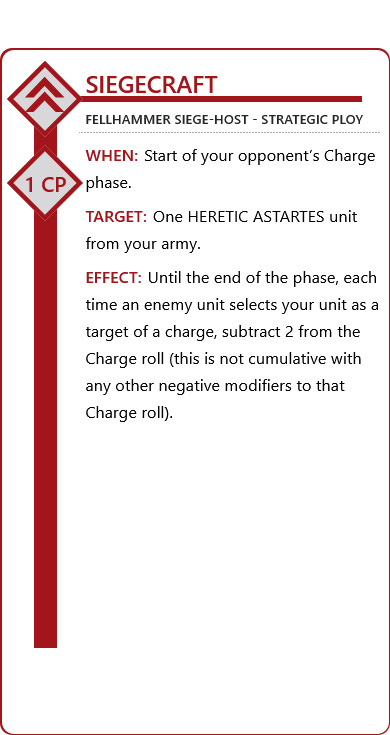 SIEGECRAFT
FELLHAMMER SIEGE-HOST - STRATEGIC PLOY
1 CP
WHEN: Start of your opponent’s Charge
phase.
TARGET: One HERETIC ASTARTES unit
from your army.
EFFECT: Until the end of the phase, each
time an enemy unit selects your unit as a
target of a charge, subtract 2 from the
Charge roll (this is not cumulative with
any other negative modifiers to that
Charge roll).